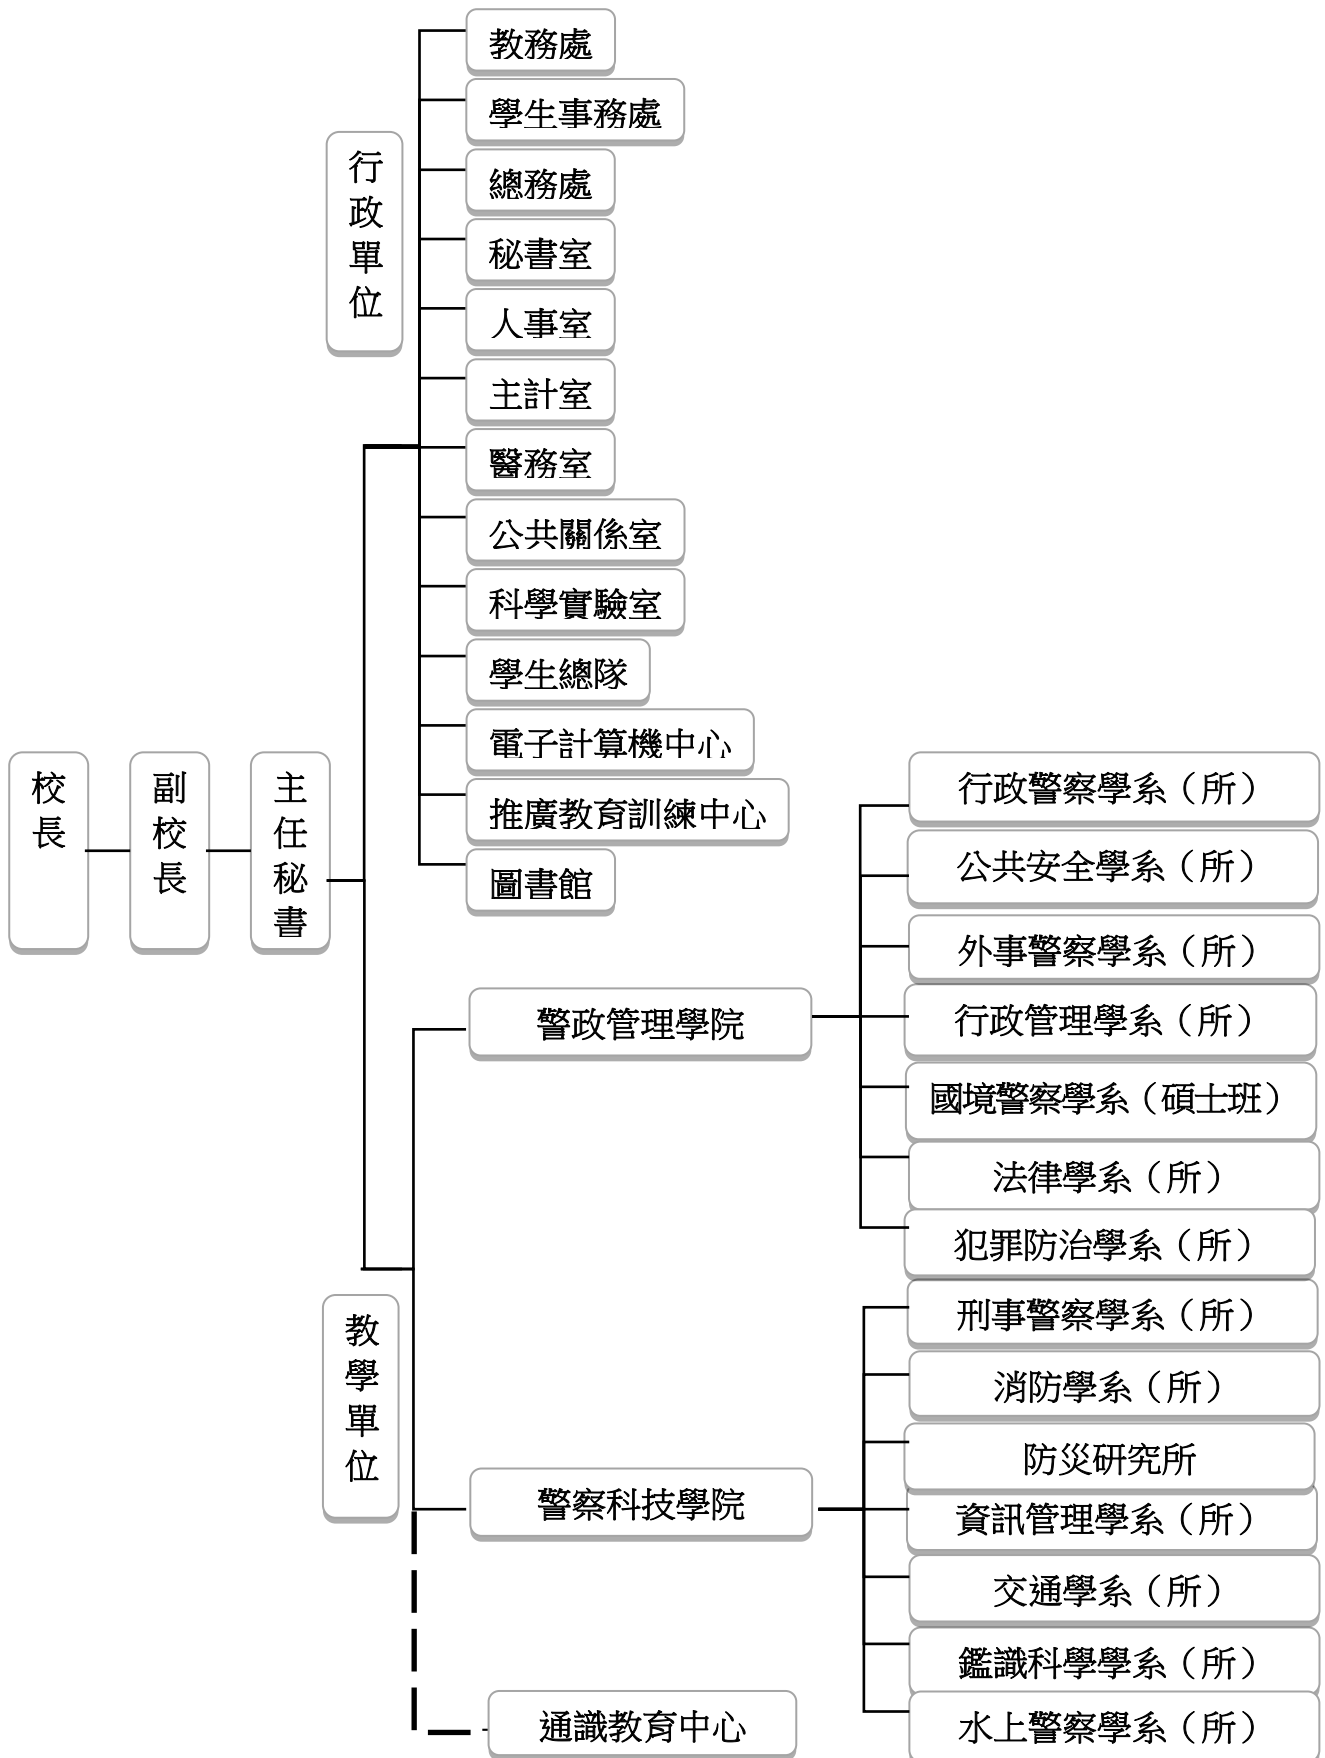 校長
副校長
主任秘書
行政單位
教務處
學生事務處
總務處
秘書室
人事室
主計室
醫務室
公共關係室
科學實驗室
學生總隊
電子計算機中心
推廣教育訓練中心
圖書館
教學單位
警政管理學院
行政警察學系（所）
公共安全學系（所）
外事警察學系（所）
行政管理學系（所）
國境警察學系（碩士班）
法律學系（所）
犯罪防治學系（所）
警察科技學院
刑事警察學系（所）
消防學系（所）
防災研究所
資訊管理學系（所）
交通學系（所）
鑑識科學學系（所）
水上警察學系（所）
通識教育中心